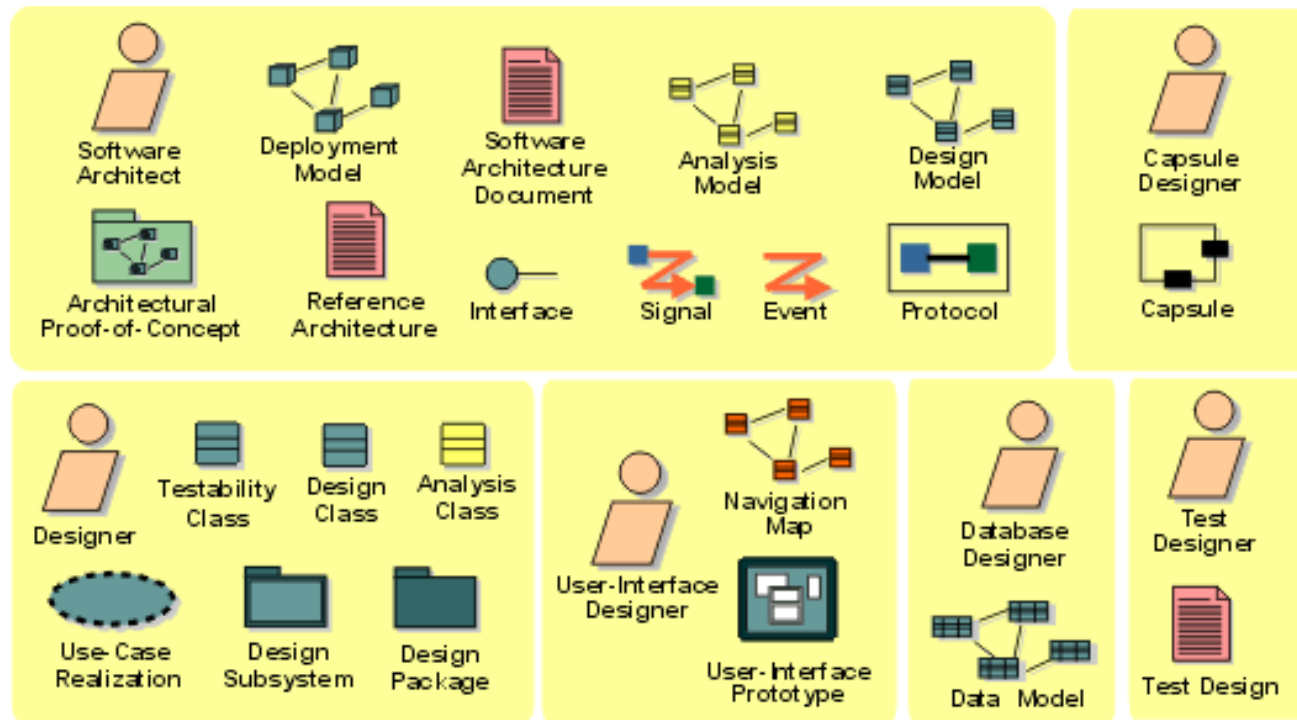 Software
Architect
Deployment
Model
Software
Architecture
Document
Analysis
Model
Design
Model
Capsule
Designer
Architectural
Proof-of-Concept
Reference
Architecture
Interface
Signal
Event
Protocol
Capsule
Designer
Testability
Class
Design
Class
Analysis
Class
Use-Case
Realization
Design
Subsystem
Design
Package
User-Interface
Designer
Navigation
Map
User-Interface
Prototype
Database
Designer
Data Model
Test
Designer
Test Design